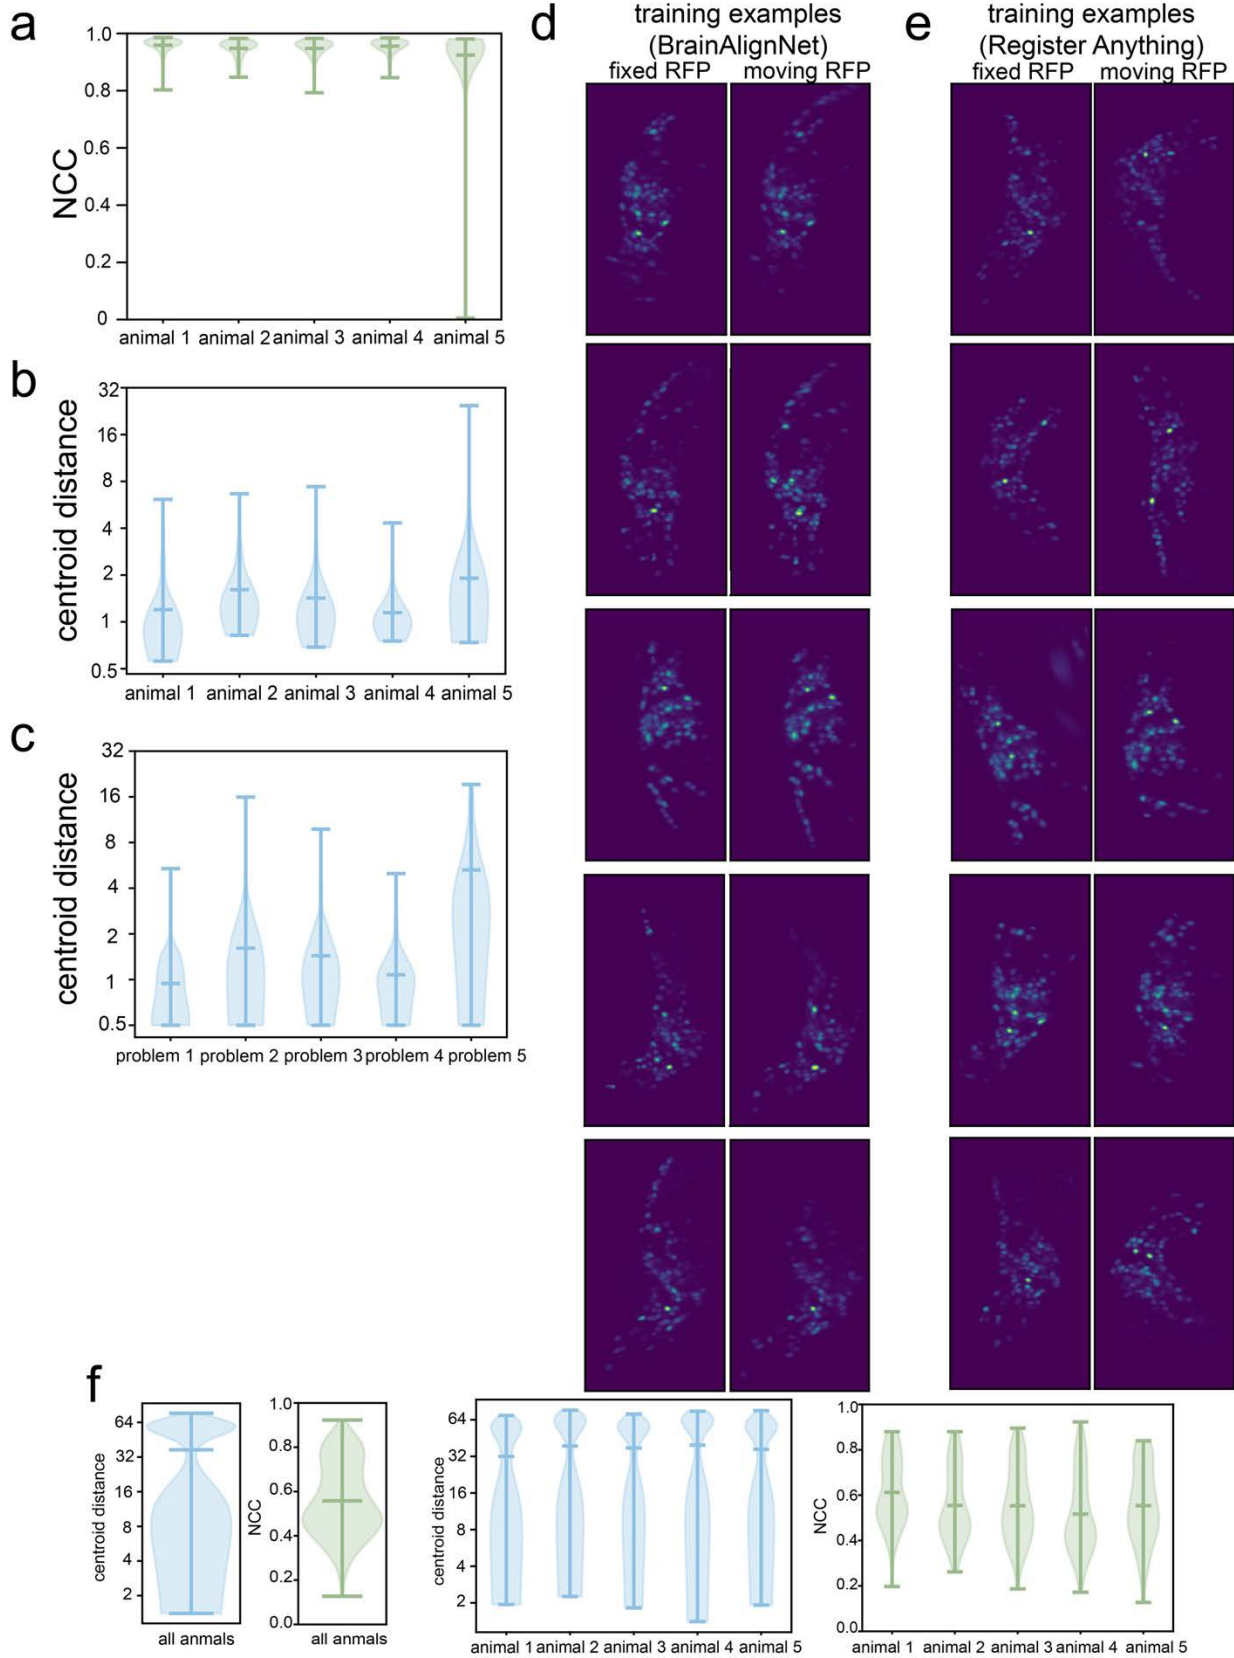 a
1.0
0.8
0.6
0.4
0.2
0
NCC
animal 1 animal 2 animal 3 animal 4 animal 5
b
32
16
8
4
2
1
0.5
centroid distance
animal 1 animal 2 animal 3 animal 4 animal 5
c
32
16
8
4
2
1
0.5
centroid distance
problem 1 problem 2 problem 3 problem 4 problem 5
d
training examples
(BrainAlignNet)
fixed RFP moving RFP
e
training examples
(Register Anything)
fixed RFP moving RFP
f
64
32
16
8
4
2
centroid distance
all anmals
1.0
0.8
0.6
0.4
0.2
0.0
NCC
all anmals
64
32
16
8
4
2
centroid distance
animal 1 animal 2 animal 3 animal 4 animal 5
1.0
0.8
0.6
0.4
0.2
0.0
NCC
animal 1 animal 2 animal 3 animal 4 animal 5